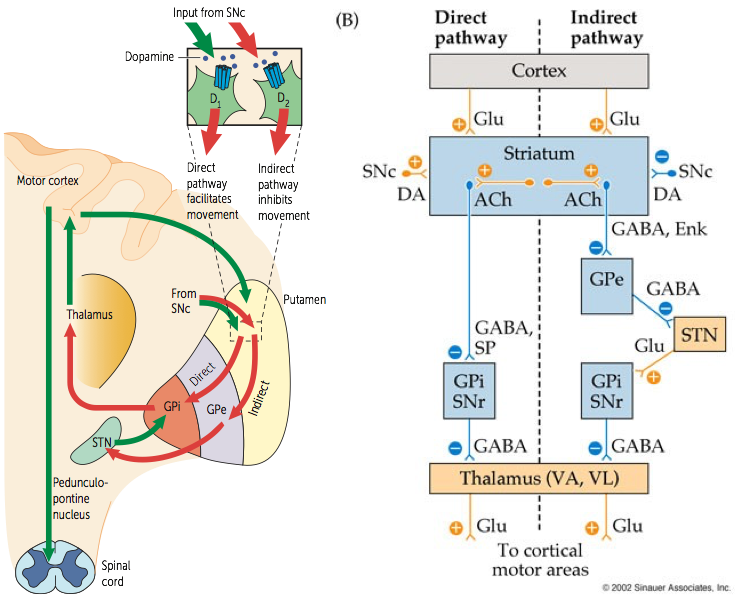 Input from SNc
Dopamine
D1
D2
Direct
pathway
facilitates
movement
Indirect
pathway
inhibits
movement
Motor cortex
Thalamus
From
SNc
Putamen
Direct
Indirect
GPi
GPe
STN
Pedunculo-
pontine
nucleus
Spinal
cord
(B)
Direct
pathway
Indirect
pathway
Cortex
+ Glu
+ Glu
Striatum
SNc +
DA
+
ACh
+
ACh
− SNc
DA
GABA, Enk
−
GPe
GABA
−
STN
Glu
+
GABA,
SP
−
GPi
SNr
GPi
SNr
− GABA
− GABA
Thalamus (VA, VL)
+ Glu
+ Glu
To cortical
motor areas
© 2002 Sinauer Associates, Inc.